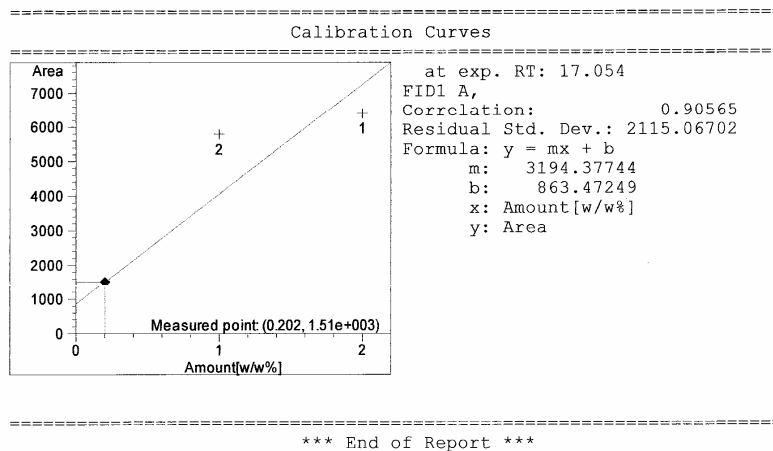 Calibration Curves
Area
7000
6000
5000
4000
3000
2000
1000
0
2
1
Measured point: (0.202, 1.51e+003)
0
1
2
Amount[w/w%]
at exp. RT: 17.054
FID1 A,
Correlation: 0.90565
Residual Std. Dev.: 2115.06702
Formula: y = mx + b
m: 3194.37744
b: 863.47249
x: Amount[w/w%]
y: Area
*** End of Report ***